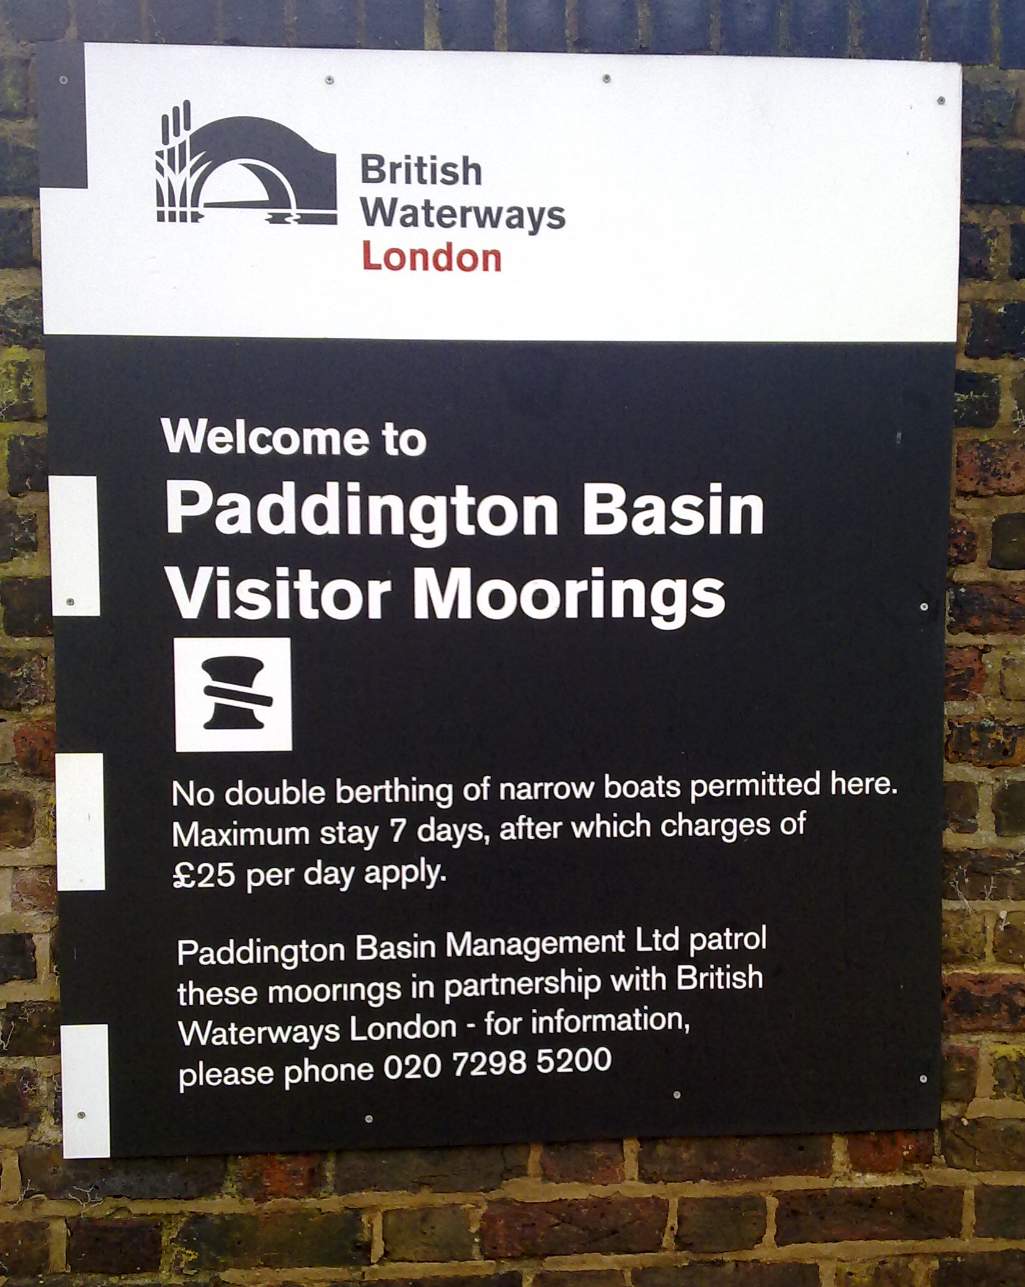 British
Waterways
London
Welcome to
Paddington Basin
Visitor Moorings
No double berthing of narrow boats permitted here.
Maximum stay 7 days, after which charges of
£25 per day apply.
Paddington Basin Management Ltd patrol
these moorings in partnership with British
Waterways London - for information,
please phone 020 7298 5200